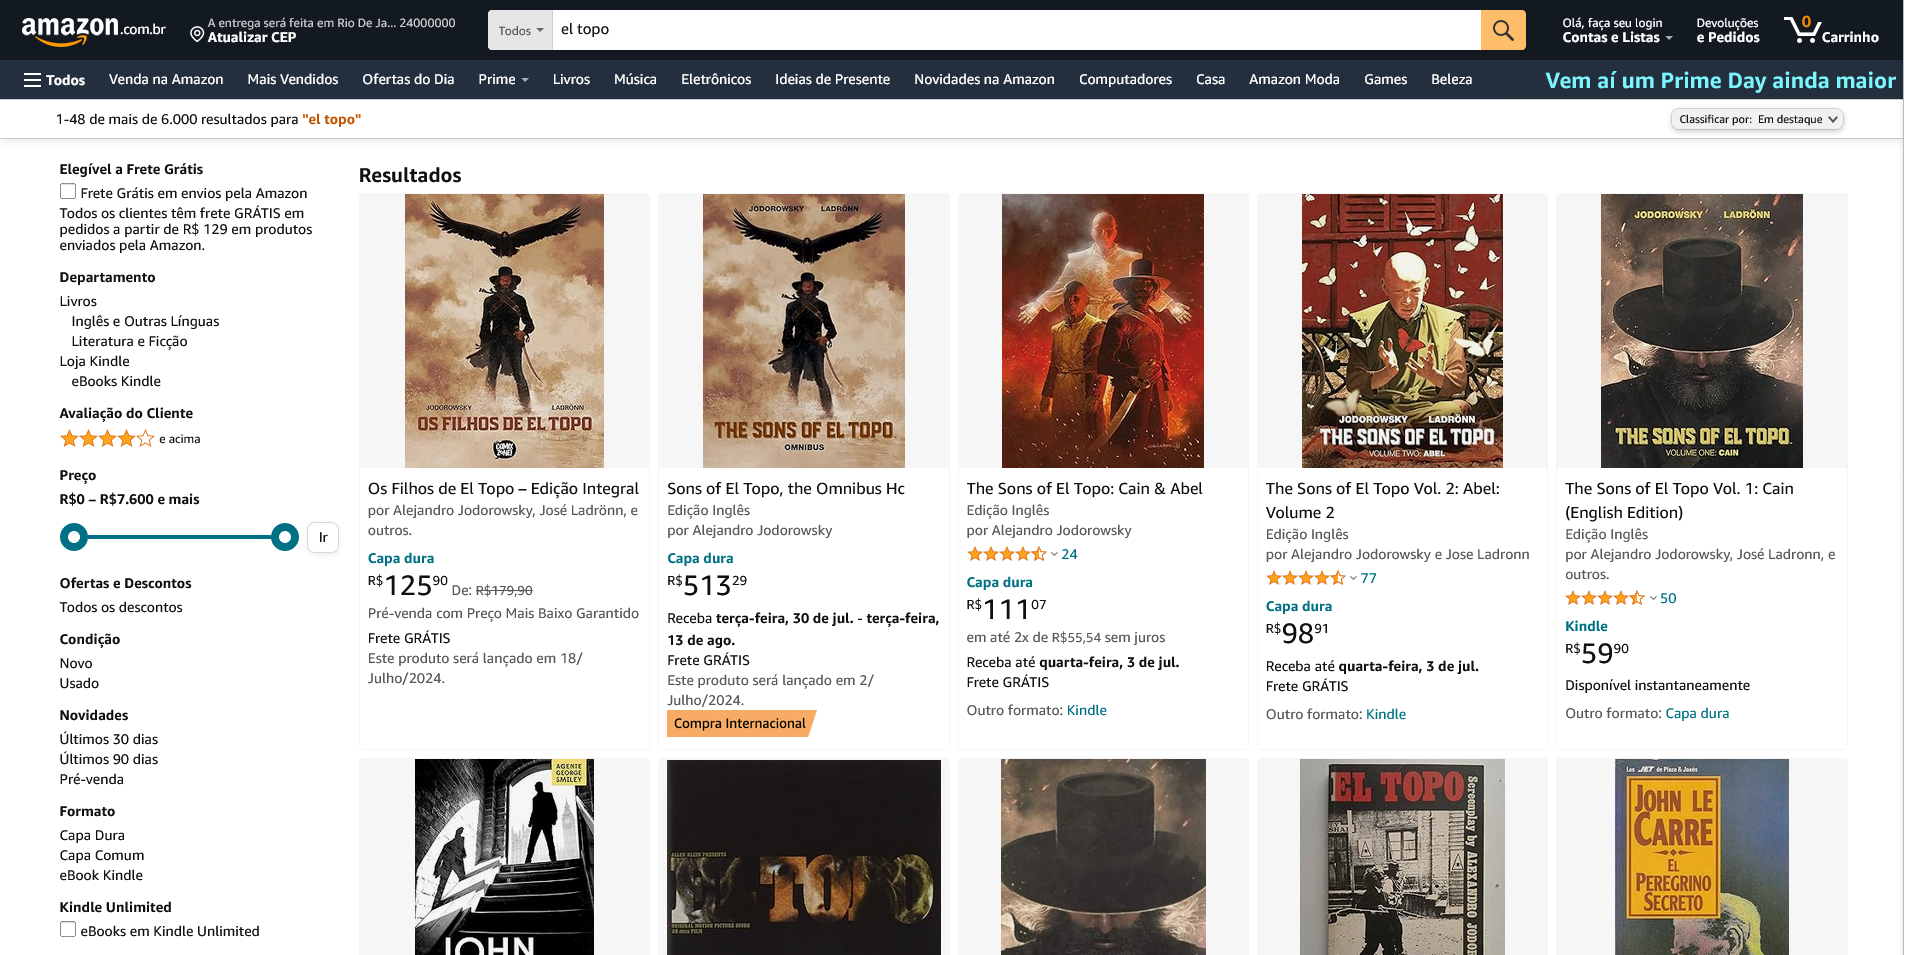 amazon.com.br
A entrega será feita em Rio De Ja... 24000000
Atualizar CEP
Todos
el topo
Olá, faça seu login
Contas e Listas
Devoluções
e Pedidos
0
Carrinho
Todos
Venda na Amazon
Mais Vendidos
Ofertas do Dia
Prime
Livros
Música
Eletrônicos
Ideias de Presente
Novidades na Amazon
Computadores
Casa
Amazon Moda
Games
Beleza
Vem aí um Prime Day ainda maior
1-48 de mais de 6.000 resultados para "el topo"
Classificar por: Em destaque
Elegível a Frete Grátis
Frete Grátis em envios pela Amazon
Todos os clientes têm frete GRÁTIS em
pedidos a partir de R$ 129 em produtos
enviados pela Amazon.
Departamento
Livros
Inglês e Outras Línguas
Literatura e Ficção
Loja Kindle
eBooks Kindle
Avaliação do Cliente
e acima
Preço
R$0 – R$7.600 e mais
Ir
Ofertas e Descontos
Todos os descontos
Condição
Novo
Usado
Novidades
Últimos 30 dias
Últimos 90 dias
Pré-venda
Formato
Capa Dura
Capa Comum
eBook Kindle
Kindle Unlimited
eBooks em Kindle Unlimited
Resultados
JODOROWSKY LADRÖNN
OS FILHOS DE EL TOPO
COMIX ZONE!
Os Filhos de El Topo – Edição Integral
por Alejandro Jodorowsky, José Ladrönn, e
outros.
Capa dura
R$125,90 De: R$179,90
Pré-venda com Preço Mais Baixo Garantido
Frete GRÁTIS
Este produto será lançado em 18/
Julho/2024.
JODOROWSKY LADRÖNN
THE SONS OF EL TOPO
OMNIBUS
Sons of El Topo, the Omnibus Hc
Edição Inglês
por Alejandro Jodorowsky
Capa dura
R$513 29
Receba terça-feira, 30 de jul. - terça-feira,
13 de ago.
Frete GRÁTIS
Este produto será lançado em 2/
Julho/2024.
Compra Internacional
The Sons of El Topo: Cain & Abel
Edição Inglês
por Alejandro Jodorowsky
24
Capa dura
R$111 07
em até 2x de R$55,54 sem juros
Receba até quarta-feira, 3 de jul.
Frete GRÁTIS
Outro formato: Kindle
JODOROWSKY LADRÖNN
THE SONS OF EL TOPO
VOLUME TWO: ABEL
The Sons of El Topo Vol. 2: Abel:
Volume 2
Edição Inglês
por Alejandro Jodorowsky e Jose Ladronn
77
Capa dura
R$98 91
Receba até quarta-feira, 3 de jul.
Frete GRÁTIS
Outro formato: Kindle
JODOROWSKY LADRÖNN
THE SONS OF EL TOPO
VOLUME ONE: CAIN
The Sons of El Topo Vol. 1: Cain
(English Edition)
Edição Inglês
por Alejandro Jodorowsky, José Ladronn, e
outros.
50
Kindle
R$59 90
Disponível instantaneamente
Outro formato: Capa dura
AGENTE
GEORGE
SMILEY
JOHN
ALLEN KLEIN PRESENTS
EL TOPO
ORIGINAL MOTION PICTURE SCORE
AN abkco FILM
EL TOPO
Screenplay by ALEXANDRO JODOR
Los JET de Plaza & Janés
JOHN LE
CARRE
EL
PEREGRINO
SECRETO